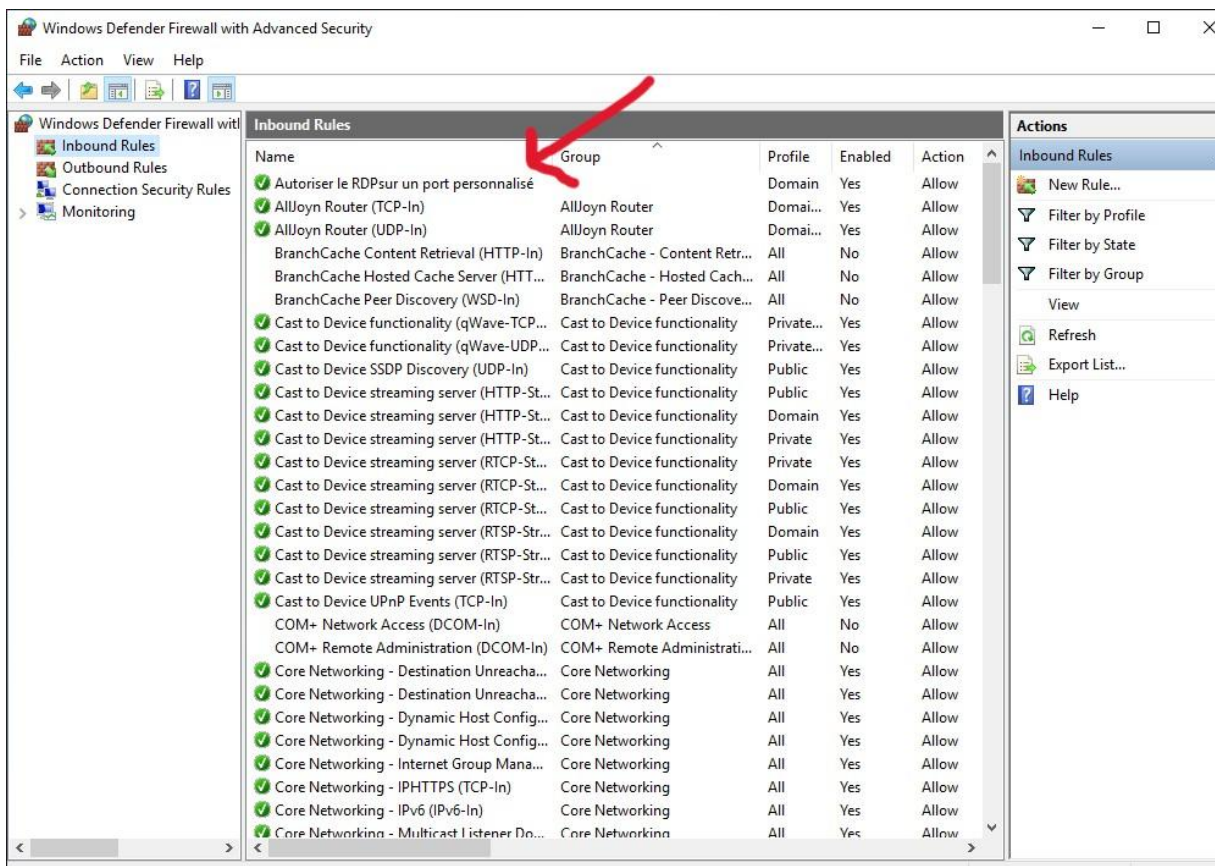 Windows Defender Firewall with Advanced Security
File Action View Help
Windows Defender Firewall witl
Inbound Rules
Outbound Rules
Connection Security Rules
Monitoring
Inbound Rules
Name Group Profile Enabled Action
Autoriser le RDPsur un port personnalisé Domain Yes Allow
AllJoyn Router (TCP-In) AllJoyn Router Domai... Yes Allow
AllJoyn Router (UDP-In) AllJoyn Router Domai... Yes Allow
BranchCache Content Retrieval (HTTP-In) BranchCache - Content Retr... All No Allow
BranchCache Hosted Cache Server (HTT... BranchCache - Hosted Cach... All No Allow
BranchCache Peer Discovery (WSD-In) BranchCache - Peer Discove... All No Allow
Cast to Device functionality (qWave-TCP... Cast to Device functionality Private... Yes Allow
Cast to Device functionality (qWave-UDP... Cast to Device functionality Private... Yes Allow
Cast to Device SSDP Discovery (UDP-In) Cast to Device functionality Public Yes Allow
Cast to Device streaming server (HTTP-St... Cast to Device functionality Public Yes Allow
Cast to Device streaming server (HTTP-St... Cast to Device functionality Domain Yes Allow
Cast to Device streaming server (HTTP-St... Cast to Device functionality Private Yes Allow
Cast to Device streaming server (RTCP-St... Cast to Device functionality Private Yes Allow
Cast to Device streaming server (RTCP-St... Cast to Device functionality Domain Yes Allow
Cast to Device streaming server (RTCP-St... Cast to Device functionality Public Yes Allow
Cast to Device streaming server (RTSP-Str... Cast to Device functionality Domain Yes Allow
Cast to Device streaming server (RTSP-Str... Cast to Device functionality Public Yes Allow
Cast to Device streaming server (RTSP-Str... Cast to Device functionality Private Yes Allow
Cast to Device UPnP Events (TCP-In) Cast to Device functionality Public Yes Allow
COM+ Network Access (DCOM-In) COM+ Network Access All No Allow
COM+ Remote Administration (DCOM-In) COM+ Remote Administrati... All No Allow
Core Networking - Destination Unreacha... Core Networking All Yes Allow
Core Networking - Destination Unreacha... Core Networking All Yes Allow
Core Networking - Dynamic Host Config... Core Networking All Yes Allow
Core Networking - Dynamic Host Config... Core Networking All Yes Allow
Core Networking - Internet Group Mana... Core Networking All Yes Allow
Core Networking - IPHTTPS (TCP-In) Core Networking All Yes Allow
Core Networking - IPv6 (IPv6-In) Core Networking All Yes Allow
Core Networking - Multicast Listener Do... Core Networking All Yes Allow
Actions
Inbound Rules
New Rule...
Filter by Profile
Filter by State
Filter by Group
View
Refresh
Export List...
Help